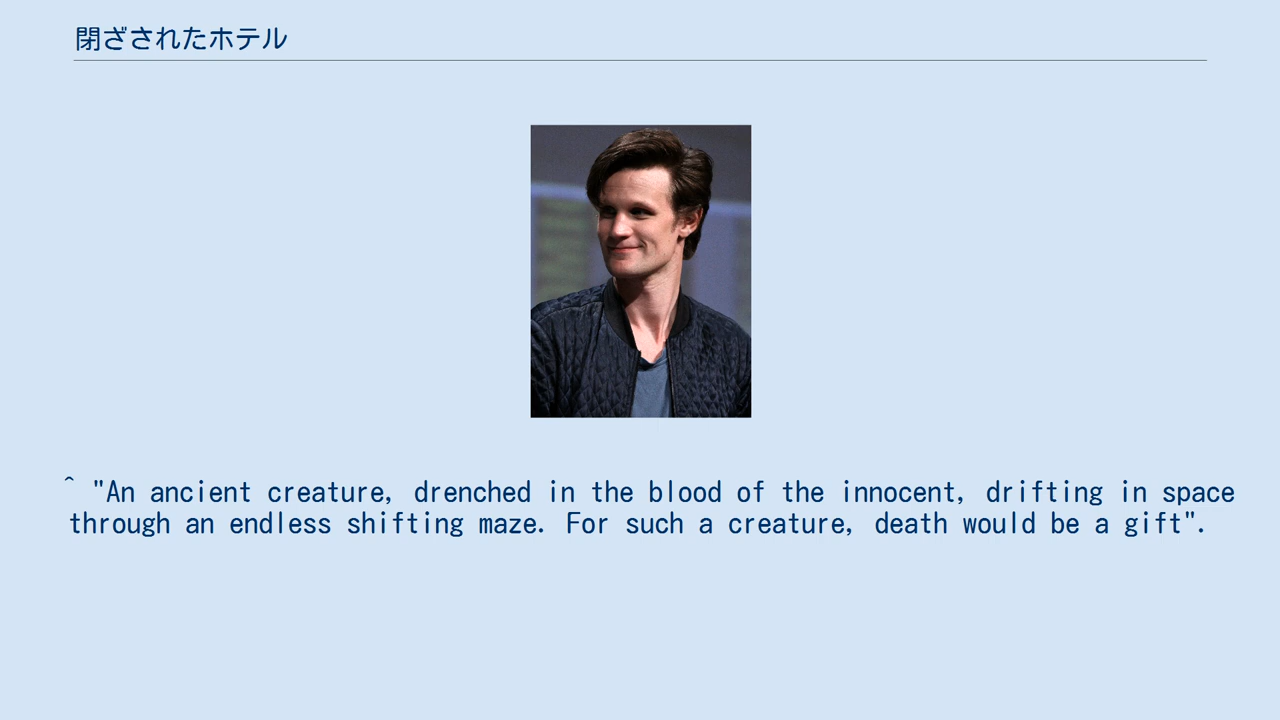 閉ざされたホテル
^ "An ancient creature, drenched in the blood of the innocent, drifting in space
through an endless shifting maze. For such a creature, death would be a gift".